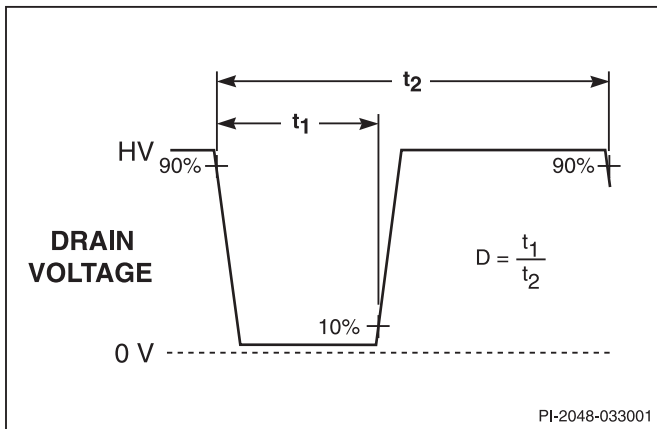 t2
t1
HV
90%
90%
DRAIN
VOLTAGE
D = t1
t2
10%
0 V
PI-2048-033001